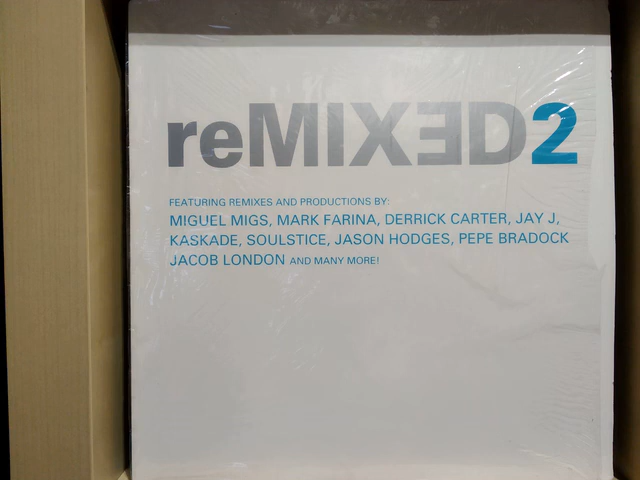 reMIXED2
FEATURING REMIXES AND PRODUCTIONS BY:
MIGUEL MIGS, MARK FARINA, DERRICK CARTER, JAY J,
KASKADE, SOULSTICE, JASON HODGES, PEPE BRADOCK
JACOB LONDON AND MANY MORE!